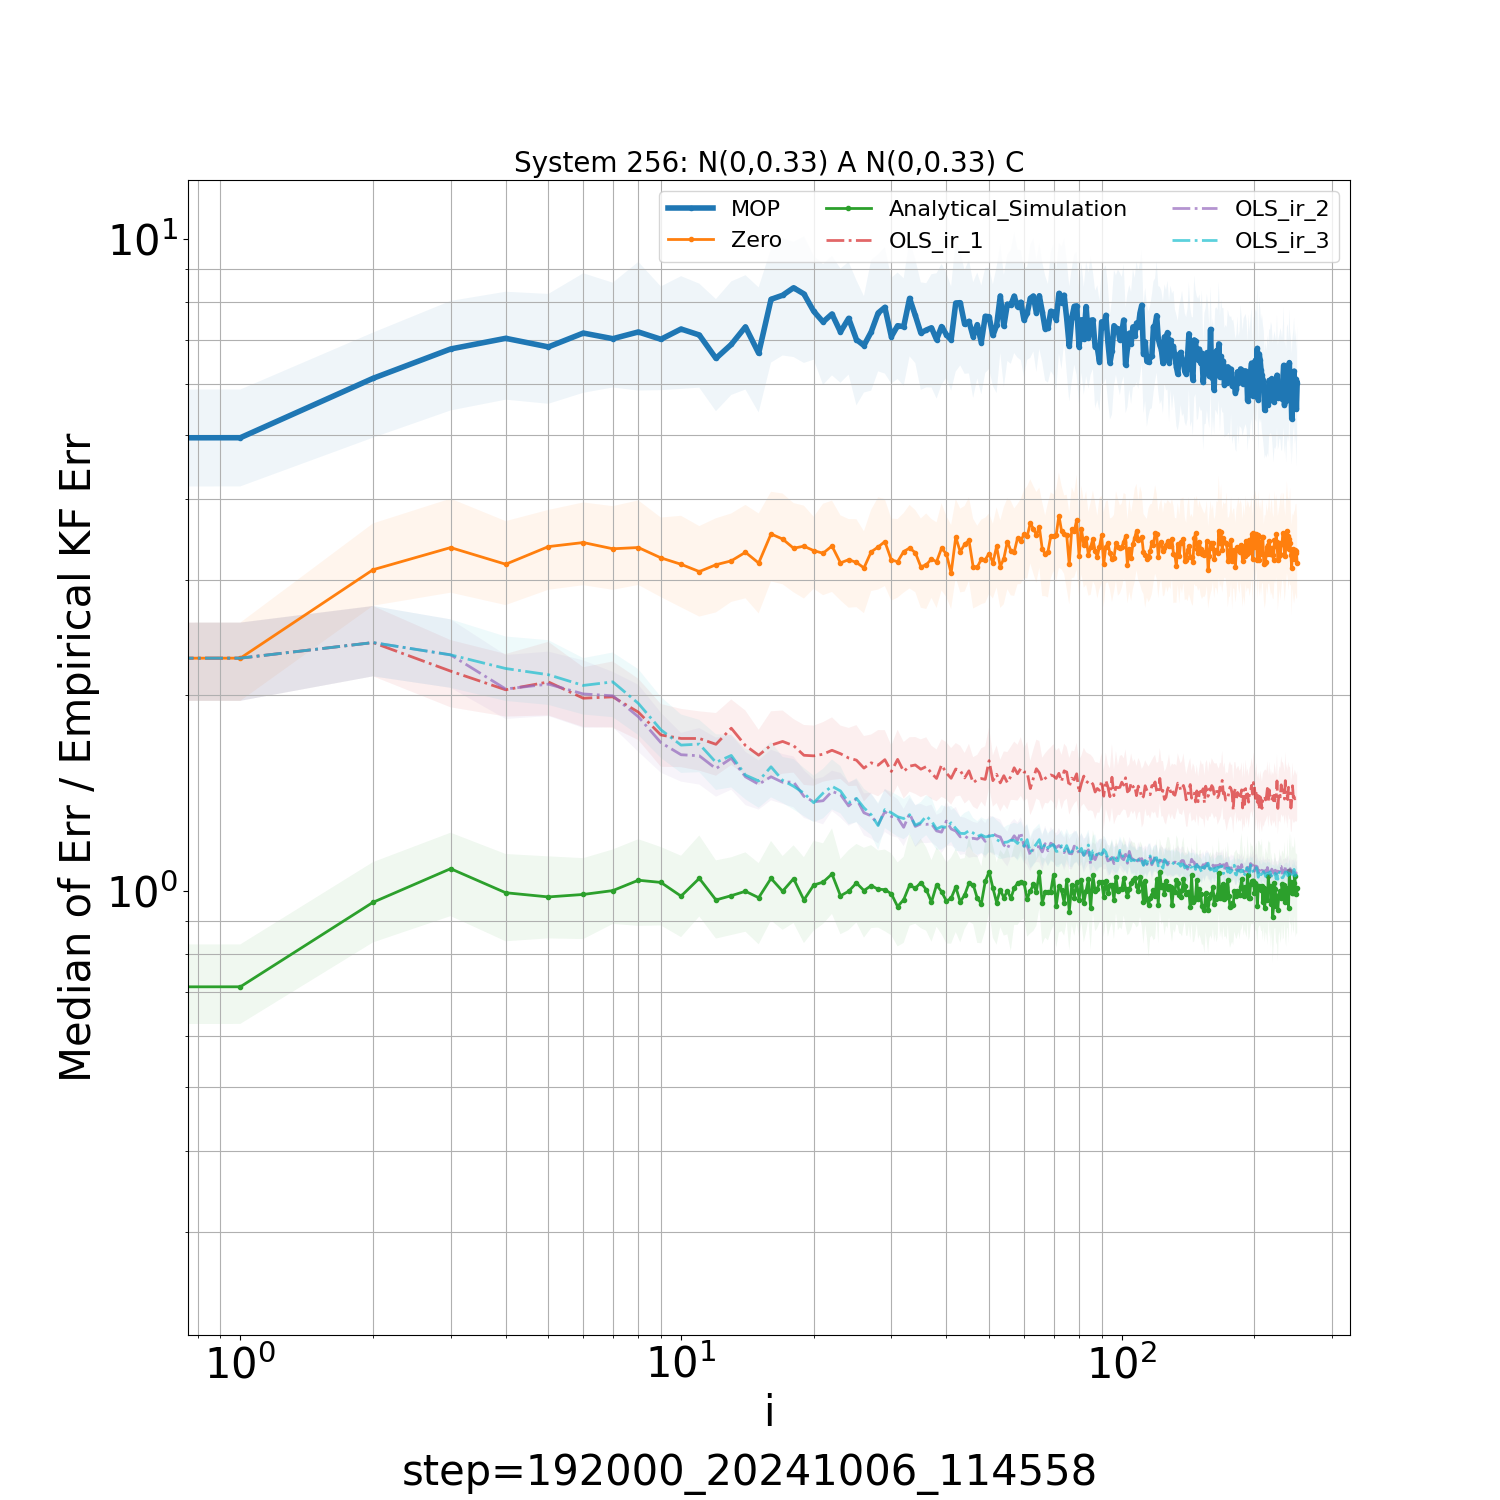 System 256: N(0,0.33) A N(0,0.33) C
MOP
Zero
Analytical_Simulation
OLS_ir_1
OLS_ir_2
OLS_ir_3
Median of Err / Empirical KF Err
10¹
10⁰
10⁰
10¹
10²
i
step=192000_20241006_114558